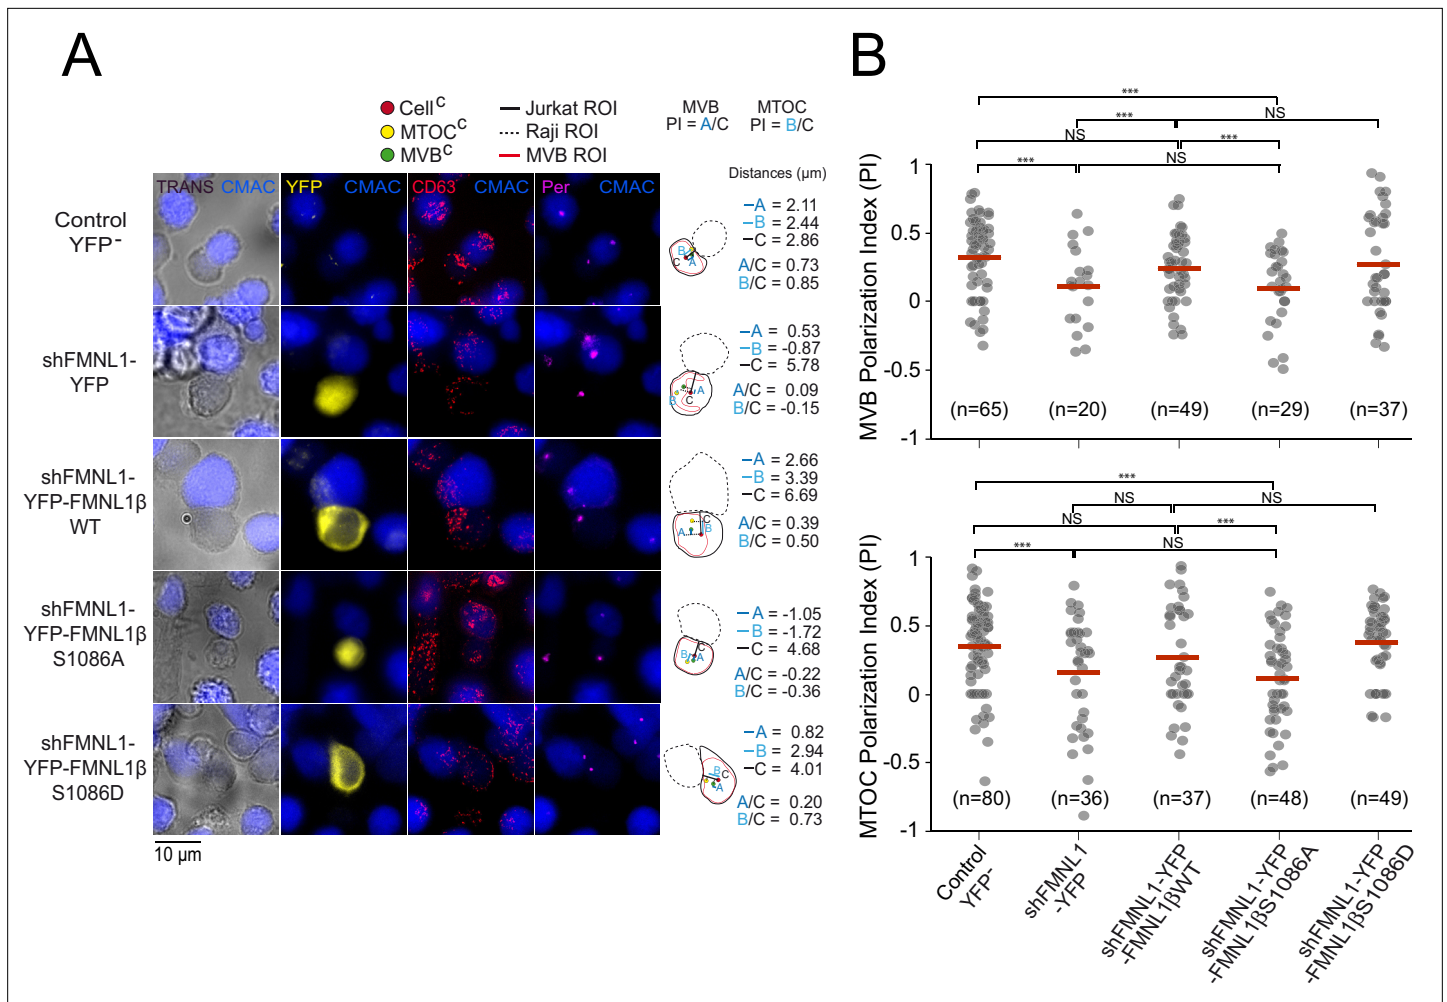 A
Cell^C
MTOC^C
MVB^C
Jurkat ROI
Raji ROI
MVB ROI
MVB
PI = A/C
MTOC
PI = B/C
Distances (µm)
TRANS CMAC
YFP CMAC
CD63 CMAC
Per CMAC
Control
YFP⁻
B
C
A
–A = 2.11
–B = 2.44
–C = 2.86
A/C = 0.73
B/C = 0.85
shFMNL1-
YFP
A
B
C
–A = 0.53
–B = -0.87
–C = 5.78
A/C = 0.09
B/C = -0.15
shFMNL1-
YFP-FMNL1β
WT
C
A
B
–A = 2.66
–B = 3.39
–C = 6.69
A/C = 0.39
B/C = 0.50
shFMNL1-
YFP-FMNL1β
S1086A
C
B
A
–A = -1.05
–B = -1.72
–C = 4.68
A/C = -0.22
B/C = -0.36
shFMNL1-
YFP-FMNL1β
S1086D
B
C
A
–A = 0.82
–B = 2.94
–C = 4.01
A/C = 0.20
B/C = 0.73
10 µm
B
***
*** NS
NS ***
*** NS
MVB Polarization Index (PI)
1
0.5
0
-0.5
-1
(n=65) (n=20) (n=49) (n=29) (n=37)
***
NS NS
NS ***
*** NS
MTOC Polarization Index (PI)
1
0.5
0
-0.5
-1
(n=80) (n=36) (n=37) (n=48) (n=49)
Control
YFP⁻
shFMNL1
-YFP
shFMNL1-YFP
-FMNL1βWT
shFMNL1-YFP
-FMNL1βS1086A
shFMNL1-YFP
-FMNL1βS1086D